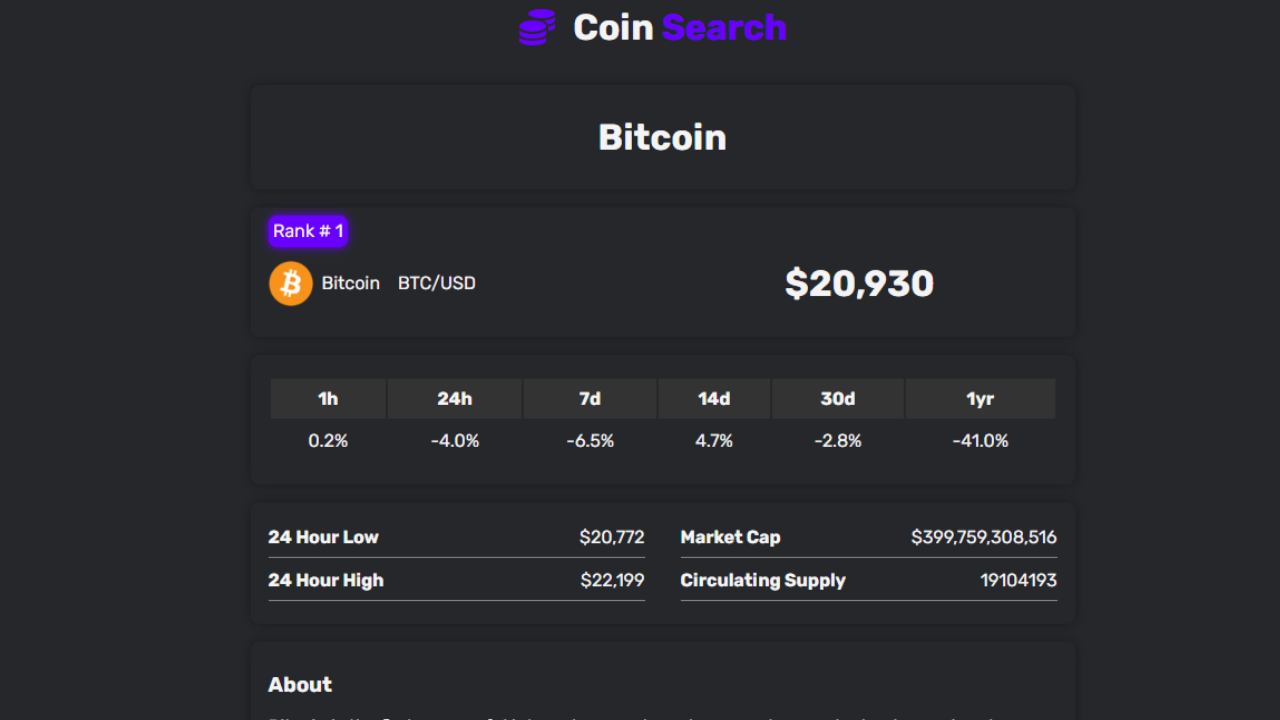 Coin Search
Bitcoin
Rank # 1
Bitcoin BTC/USD
$20,930
1h 24h 7d 14d 30d 1yr
0.2% -4.0% -6.5% 4.7% -2.8% -41.0%
24 Hour Low $20,772 Market Cap $399,759,308,516
24 Hour High $22,199 Circulating Supply 19104193
About